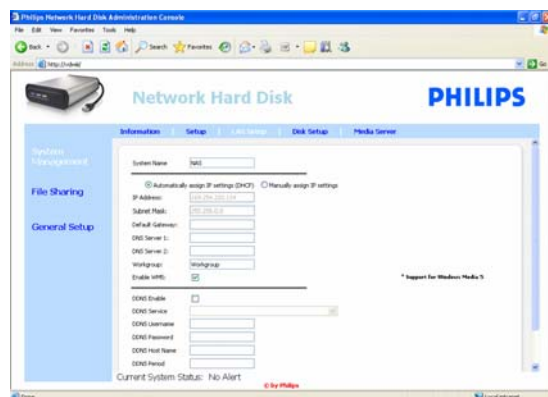 Philips Network Hard Disk Administration Console
File Edit View Favorites Tools Help
Back Search Favorites
Address http://hdwiki/ Go
Network Hard Disk PHILIPS
Information Setup LAN Setup Disk Setup Media Server
System Management
File Sharing
General Setup
System Name NAS
Automatically assign IP settings (DHCP) Manually assign IP settings
IP Address:
Subnet Mask:
Default Gateway:
DNS Server 1:
DNS Server 2:
Workgroup: Workgroup
Enable WMS: * Support for Windows Media
DDNS Enable
DDNS Service
DDNS Username
DDNS Password
DDNS Host Name
DDNS Period
Current System Status: No Alert
© by Philips
Local intranet